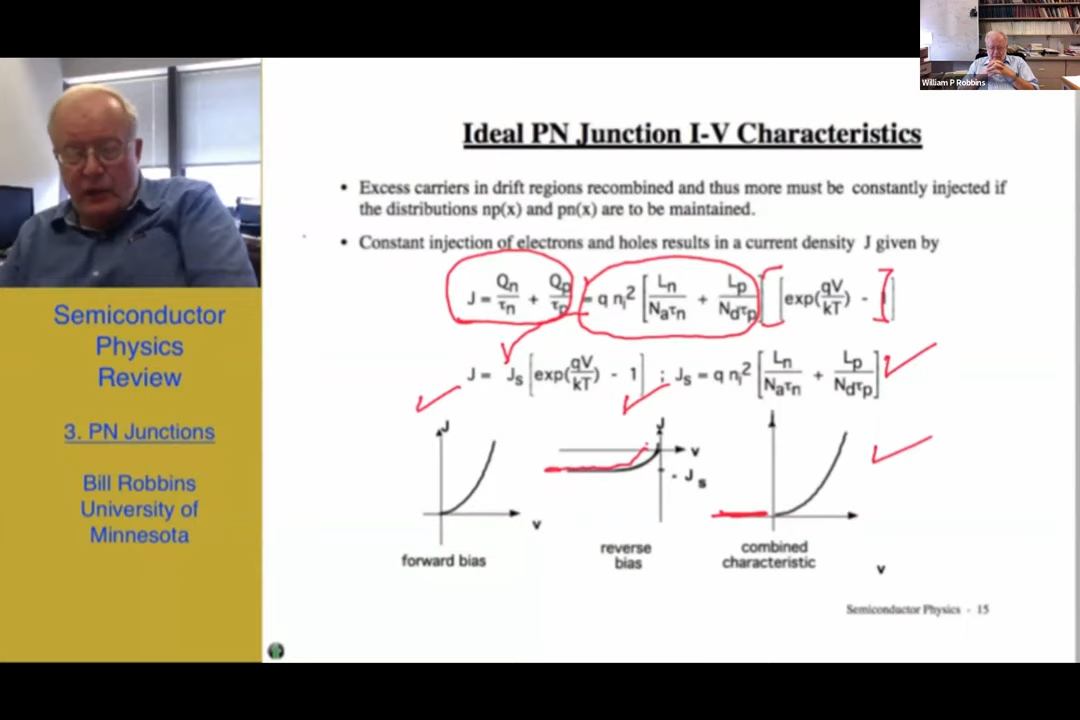 William P Robbins
Semiconductor
Physics
Review
3. PN Junctions
Bill Robbins
University of
Minnesota
Ideal PN Junction I-V Characteristics
• Excess carriers in drift regions recombined and thus more must be constantly injected if
the distributions np(x) and pn(x) are to be maintained.
• Constant injection of electrons and holes results in a current density J given by
J = Qn/τn + Qp/τp = q ni² [ Ln/(Naτn) + Lp/(Ndτp) ] [ exp(qV/kT) - ]
J = Js [ exp(qV/kT) - 1 ] ; Js = q ni² [ Ln/(Naτn) + Lp/(Ndτp) ]
J
v
forward bias
J
v
- Js
reverse
bias
combined
characteristic
v
Semiconductor Physics - 15